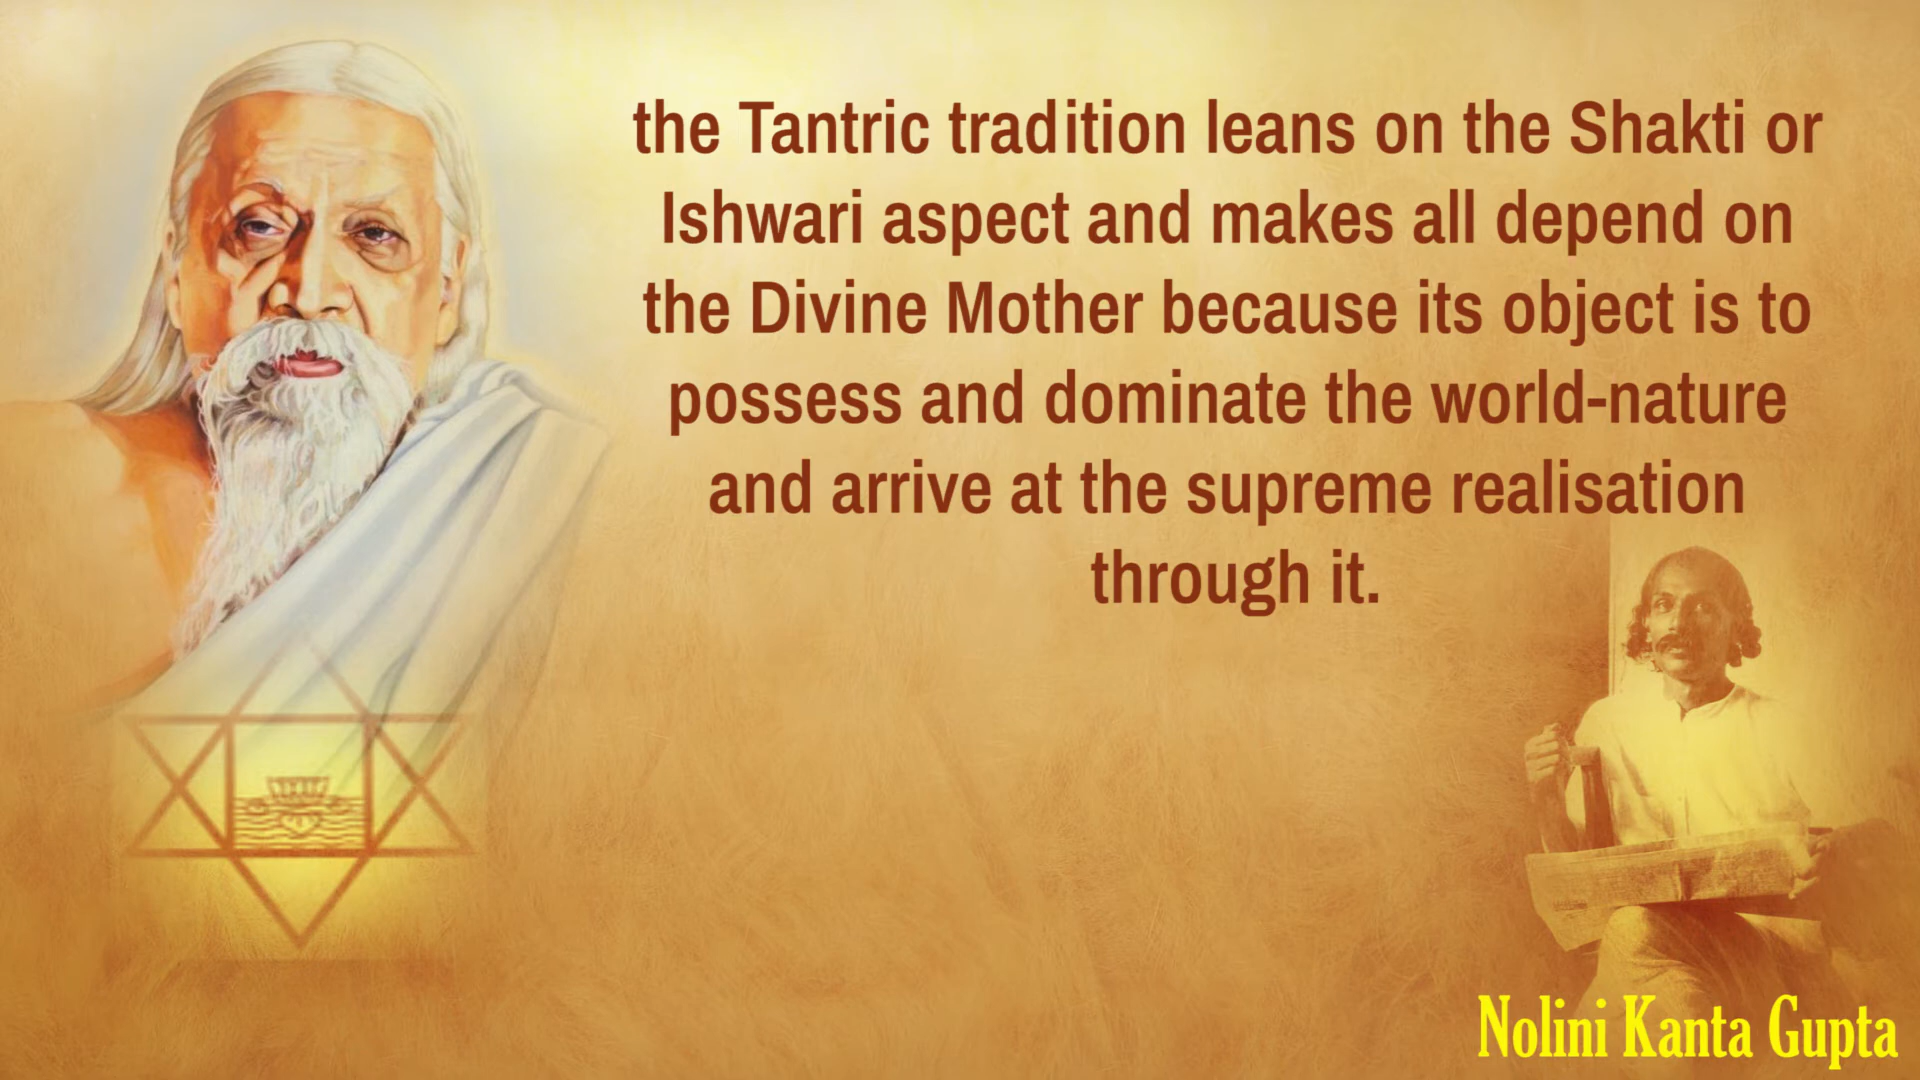 the Tantric tradition leans on the Shakti or
Ishwari aspect and makes all depend on
the Divine Mother because its object is to
possess and dominate the world-nature
and arrive at the supreme realisation
through it.
Nolini Kanta Gupta